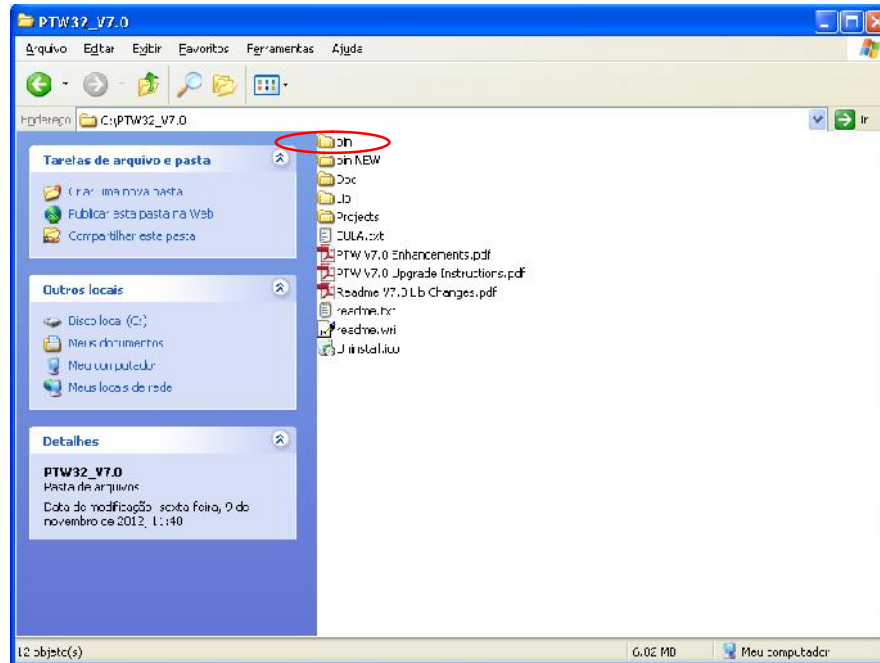 PTW32_V7.0
Arquivo Editar Exibir Favoritos Ferramentas Ajuda
Endereço C:\PTW32_V7.0 Ir
Tarefas de arquivo e pasta
Criar uma nova pasta
Publicar esta pasta na Web
Compartilhar esta pasta
Outros locais
Disco local (C:)
Meus documentos
Meu computador
Meus locais de rede
Detalhes
PTW32_V7.0
Pasta de arquivos
Data de modificação: sexta-feira, 9 de
novembro de 2012, 11:40
bin
bin NEW
Doc
Lib
Projects
EULA.txt
PTW V7.0 Enhancements.pdf
PTW V7.0 Upgrade Instructions.pdf
Readme V7.0 Lib Changes.pdf
readme.txt
readme.wri
Uninstall.ico
12 objeto(s) 6,02 MB Meu computador